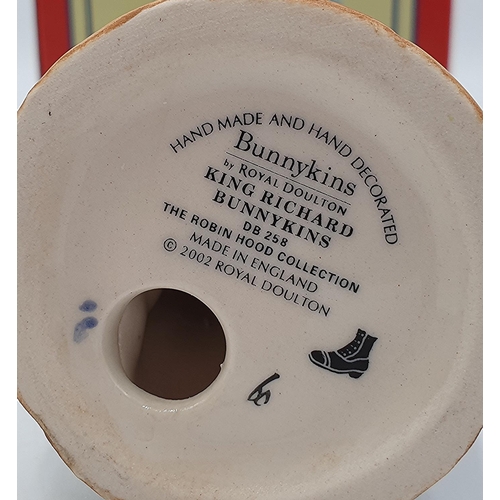 HAND MADE AND HAND DECORATED
Bunnykins
by ROYAL DOULTON
KING RICHARD
BUNNYKINS
DB 258
THE ROBIN HOOD COLLECTION
MADE IN ENGLAND
© 2002 ROYAL DOULTON